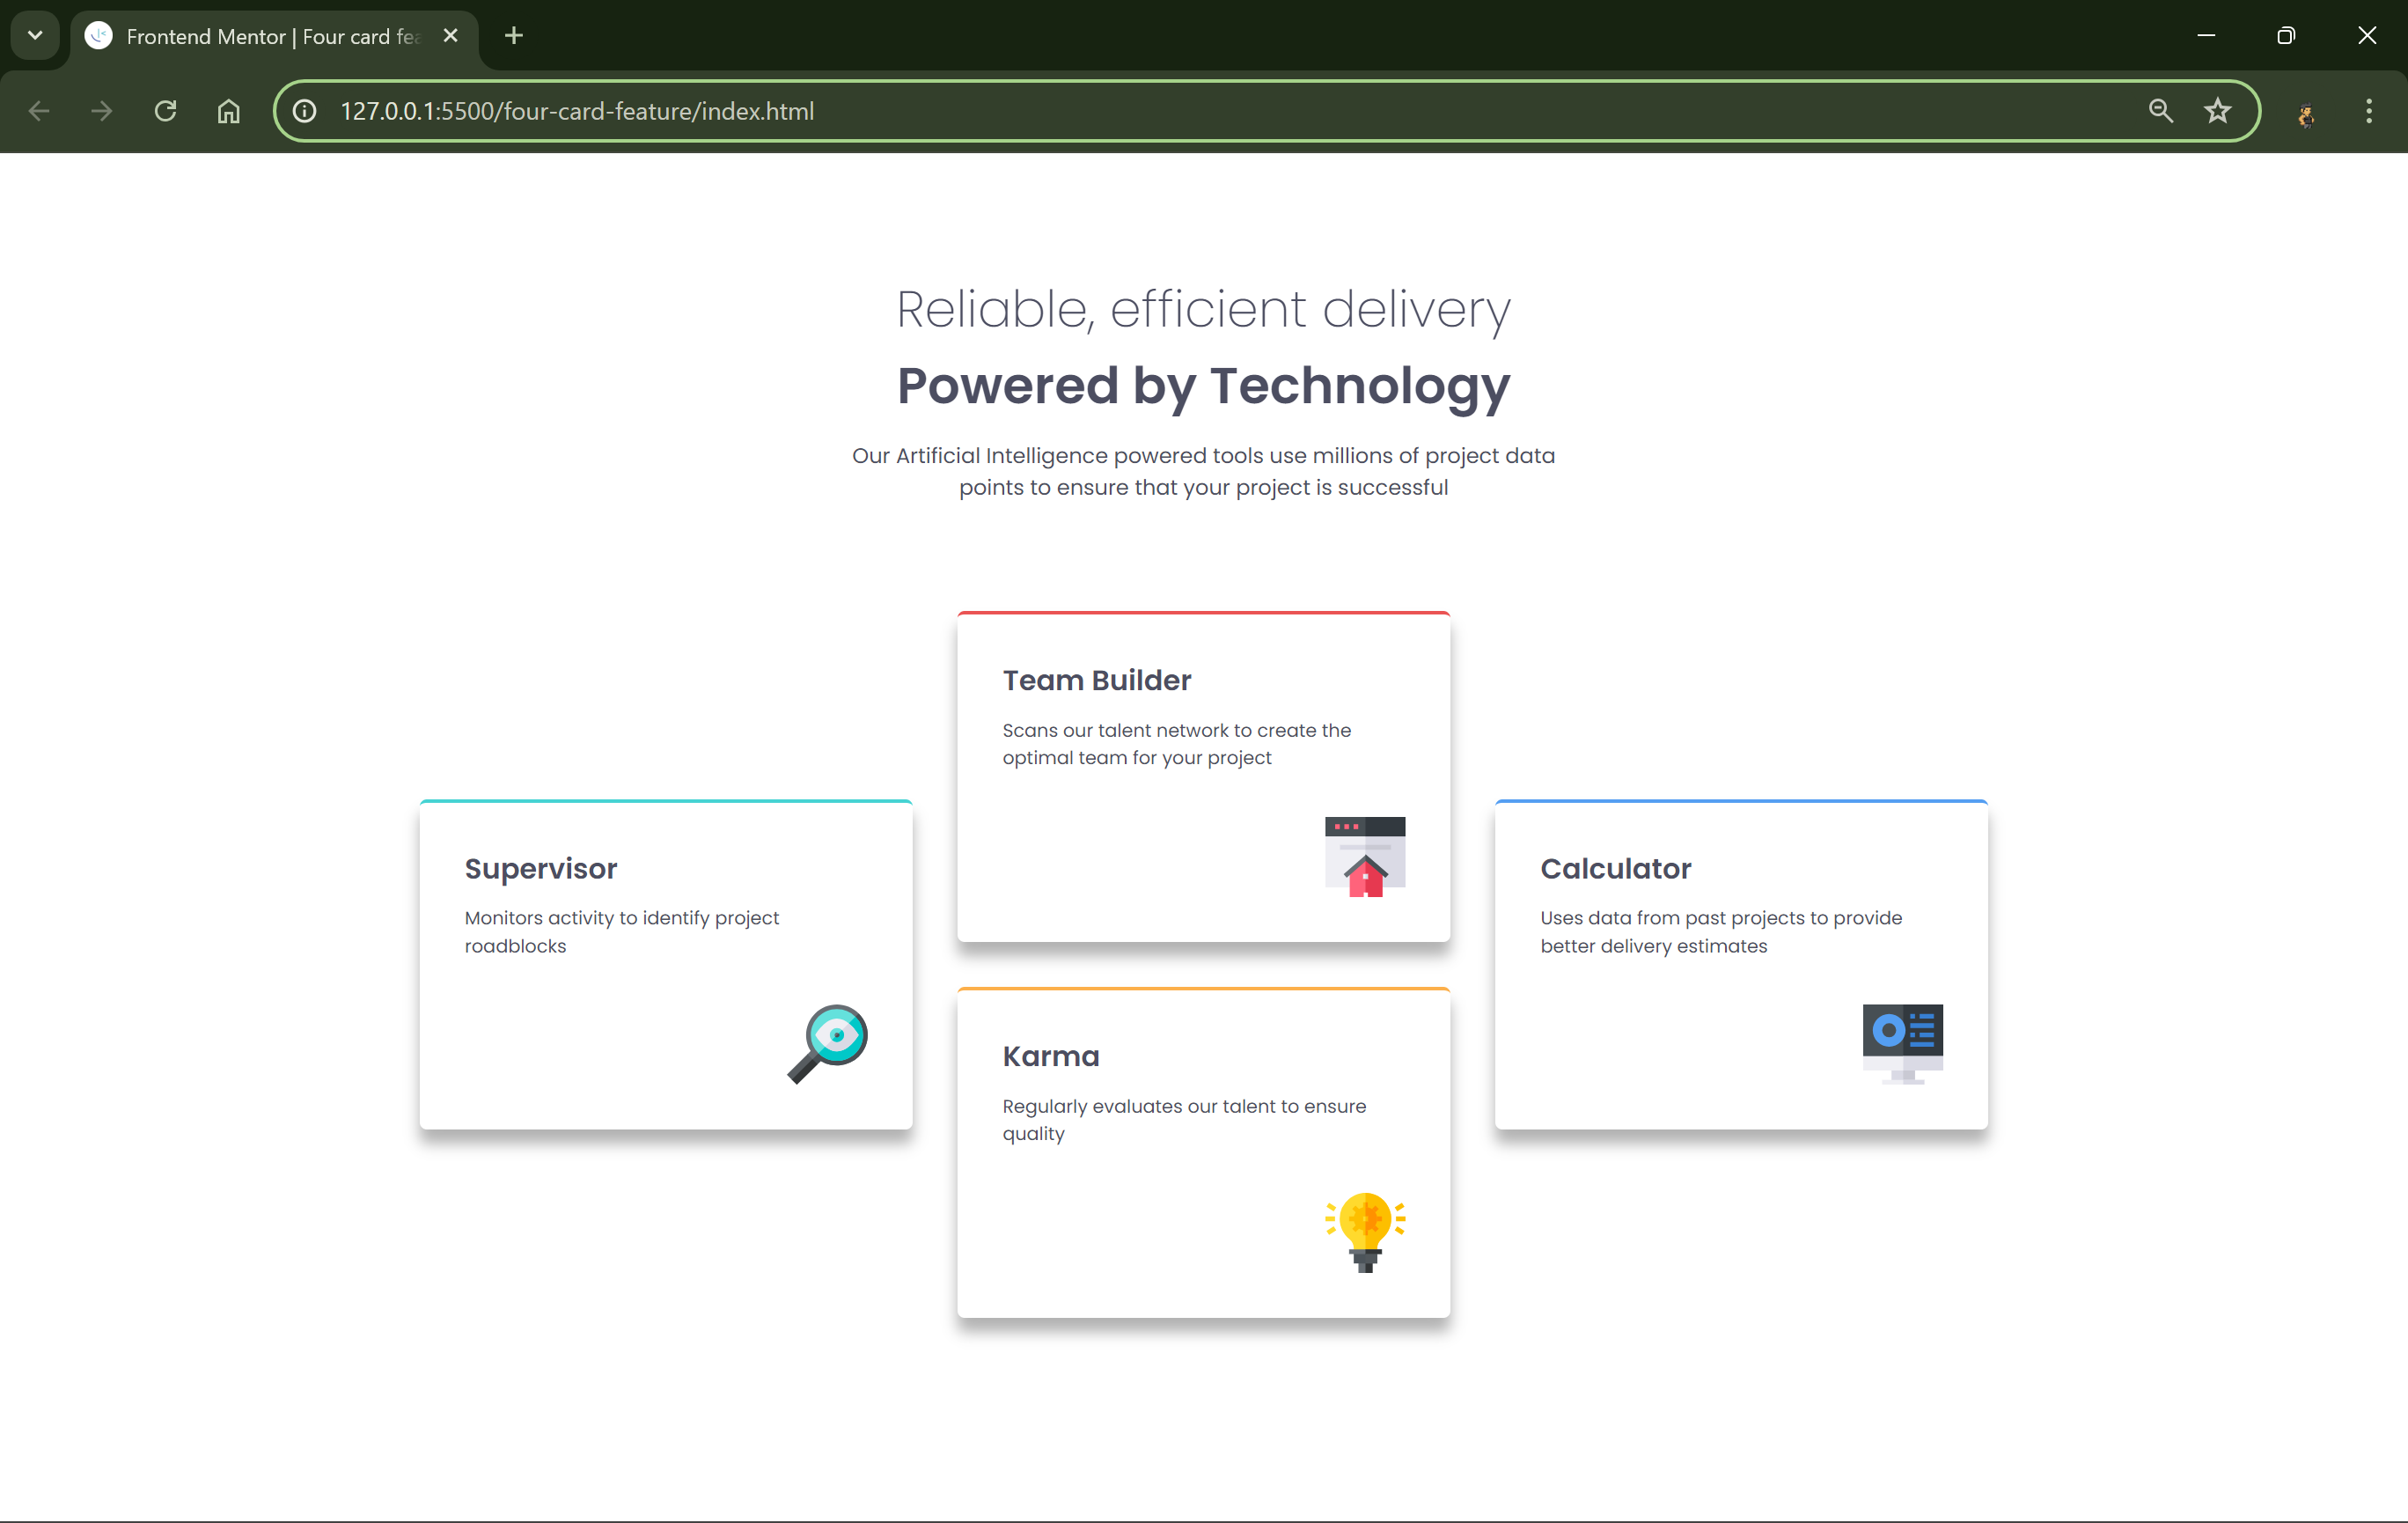 Frontend Mentor | Four card fea
127.0.0.1:5500/four-card-feature/index.html
Reliable, efficient delivery
Powered by Technology
Our Artificial Intelligence powered tools use millions of project data
points to ensure that your project is successful
Team Builder
Scans our talent network to create the
optimal team for your project
Supervisor
Monitors activity to identify project
roadblocks
Calculator
Uses data from past projects to provide
better delivery estimates
Karma
Regularly evaluates our talent to ensure
quality